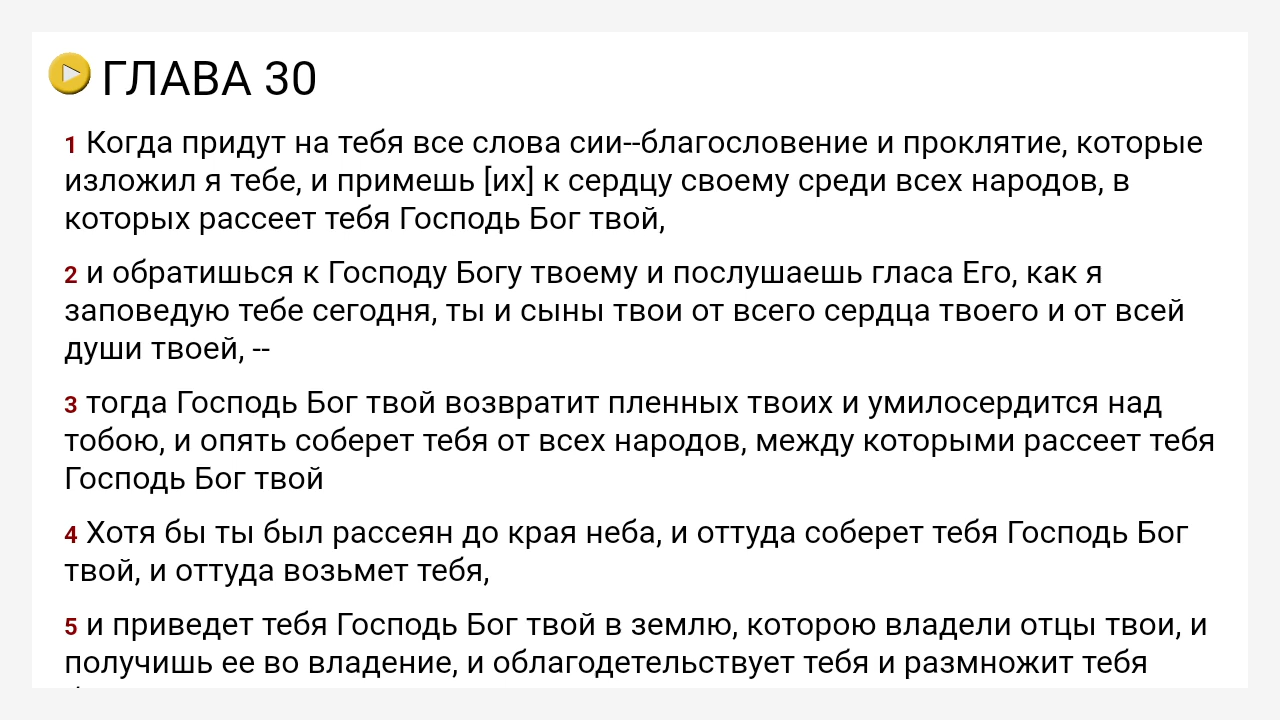 ГЛАВА 30
1 Когда придут на тебя все слова сии--благословение и проклятие, которые
изложил я тебе, и примешь [их] к сердцу своему среди всех народов, в
которых рассеет тебя Господь Бог твой,
2 и обратишься к Господу Богу твоему и послушаешь гласа Его, как я
заповедую тебе сегодня, ты и сыны твои от всего сердца твоего и от всей
души твоей, --
3 тогда Господь Бог твой возвратит пленных твоих и умилосердится над
тобою, и опять соберет тебя от всех народов, между которыми рассеет тебя
Господь Бог твой
4 Хотя бы ты был рассеян до края неба, и оттуда соберет тебя Господь Бог
твой, и оттуда возьмет тебя,
5 и приведет тебя Господь Бог твой в землю, которою владели отцы твои, и
получишь ее во владение, и облагодетельствует тебя и размножит тебя